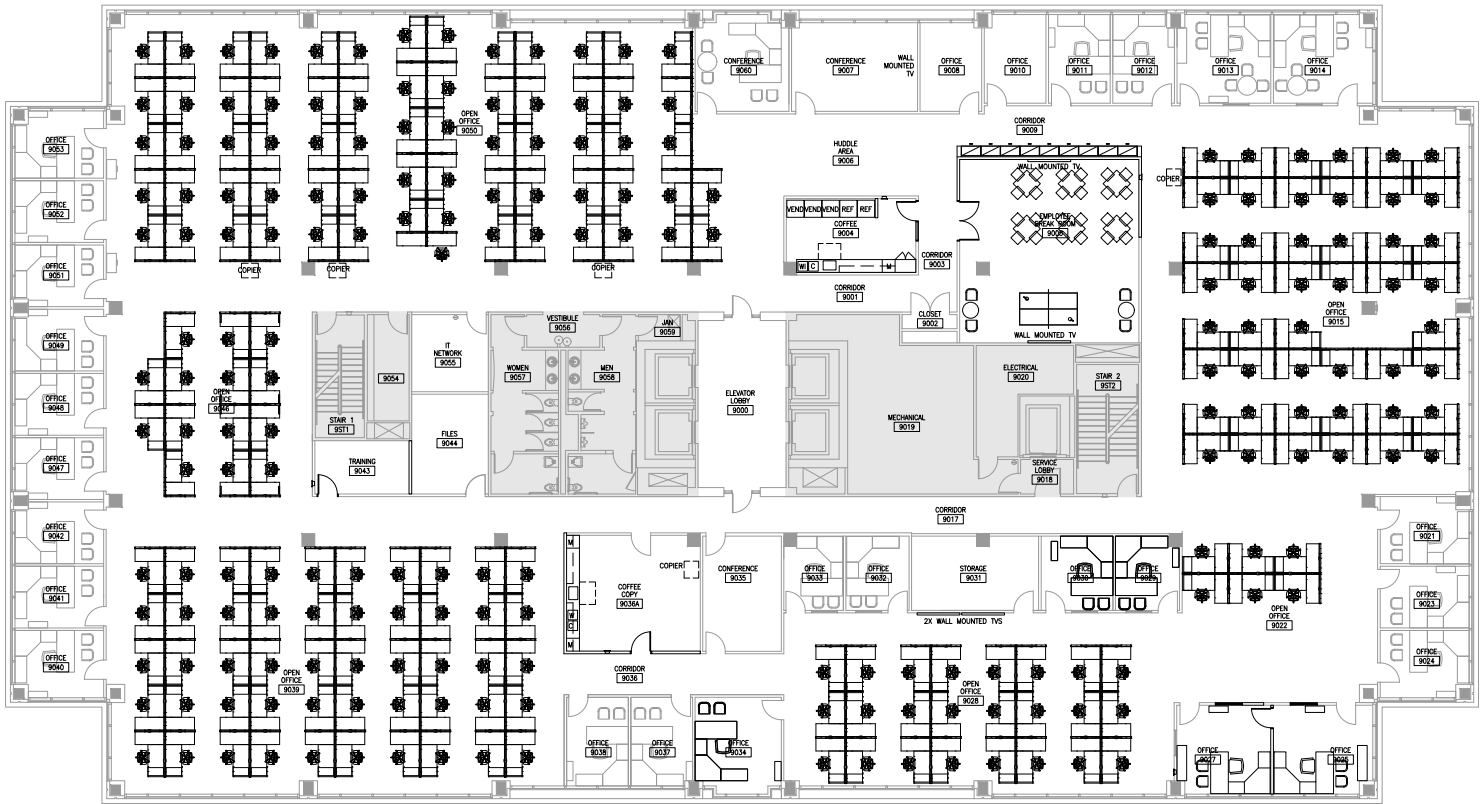 CONFERENCE
9060
CONFERENCE
9007
WALL
MOUNTED
TV
OFFICE
9008
OFFICE
9010
OFFICE
9011
OFFICE
9012
OFFICE
9013
OFFICE
9014
OPEN
OFFICE
9050
CORRIDOR
9009
OFFICE
9053
HUDDLE
AREA
9006
WALL MOUNTED TV
COPIER
OFFICE
9052
VEND
VEND
VEND
REF
REF
COFFEE
9004
EMPLOYEE
BREAK ROOM
W
C
M
CORRIDOR
9003
OFFICE
9051
COPIER
COPIER
COPIER
CORRIDOR
9001
CLOSET
9002
WALL MOUNTED TV
OPEN
OFFICE
9015
VESTIBULE
9056
JAN
9059
OFFICE
9049
IT
NETWORK
9055
WOMEN
9057
MEN
9058
9054
ELECTRICAL
9020
STAIR 2
9ST2
OFFICE
9048
OPEN
OFFICE
9046
ELEVATOR
LOBBY
9000
MECHANICAL
9019
STAIR 1
9ST1
FILES
9044
OFFICE
9047
TRAINING
9043
SERVICE
LOBBY
9018
CORRIDOR
9017
OFFICE
9042
OFFICE
9021
M
COPIER
CONFERENCE
9035
OFFICE
9033
OFFICE
9032
STORAGE
9031
OFFICE
9030
OFFICE
9029
COFFEE
COPY
9036A
W
C
M
OFFICE
9041
OFFICE
9023
OPEN
OFFICE
9022
2X WALL MOUNTED TVS
OFFICE
9040
OFFICE
9024
CORRIDOR
9036
OPEN
OFFICE
9039
OPEN
OFFICE
9028
OFFICE
9038
OFFICE
9037
OFFICE
9034
OFFICE
9027
OFFICE
9025